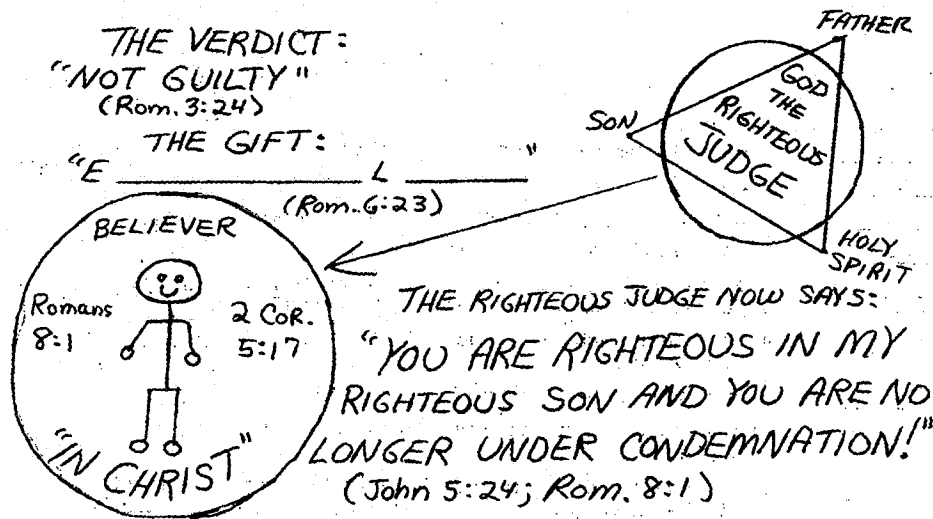 THE VERDICT:
"NOT GUILTY"
(Rom. 3:24)
THE GIFT:
"E ____________ L ______"
(Rom. 6:23)
FATHER
SON
HOLY
SPIRIT
GOD
THE
RIGHTEOUS
JUDGE
BELIEVER
Romans
8:1
2 COR.
5:17
"IN CHRIST"
THE RIGHTEOUS JUDGE NOW SAYS:
"YOU ARE RIGHTEOUS IN MY
RIGHTEOUS SON AND YOU ARE NO
LONGER UNDER CONDEMNATION!"
(John 5:24; Rom. 8:1)